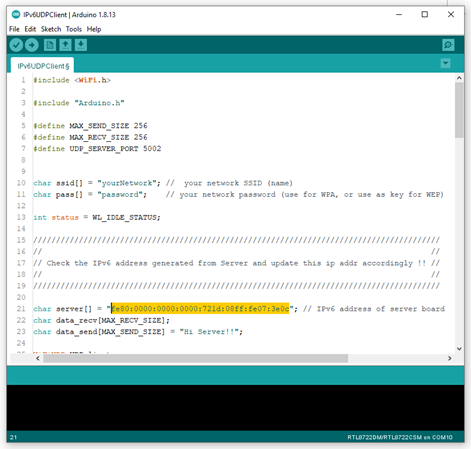 IPv6UDPClient | Arduino 1.8.13
File Edit Sketch Tools Help
IPv6UDPClient §
1 #include <WiFi.h>
2
3 #include "Arduino.h"
4
5 #define MAX_SEND_SIZE 256
6 #define MAX_RECV_SIZE 256
7 #define UDP_SERVER_PORT 5002
8
9
10 char ssid[] = "yourNetwork"; //  your network SSID (name)
11 char pass[] = "password";    // your network password (use for WPA, or use as key for WEP)
12
13 int status = WL_IDLE_STATUS;
14
15 //////////////////////////////////////////////////////////////////////////////////////////
16 //                                                                                      //
17 // Check the IPv6 address generated from Server and update this ip addr accordingly !! //
18 //                                                                                      //
19 //////////////////////////////////////////////////////////////////////////////////////////
20
21 char server[] = "fe80:0000:0000:0000:721d:08ff:fe07:3e0c"; // IPv6 address of server board
22 char data_recv[MAX_RECV_SIZE];
23 char data_send[MAX_SEND_SIZE] = "Hi Server!!";
24
21 RTL8722DM/RTL8722CSM on COM10